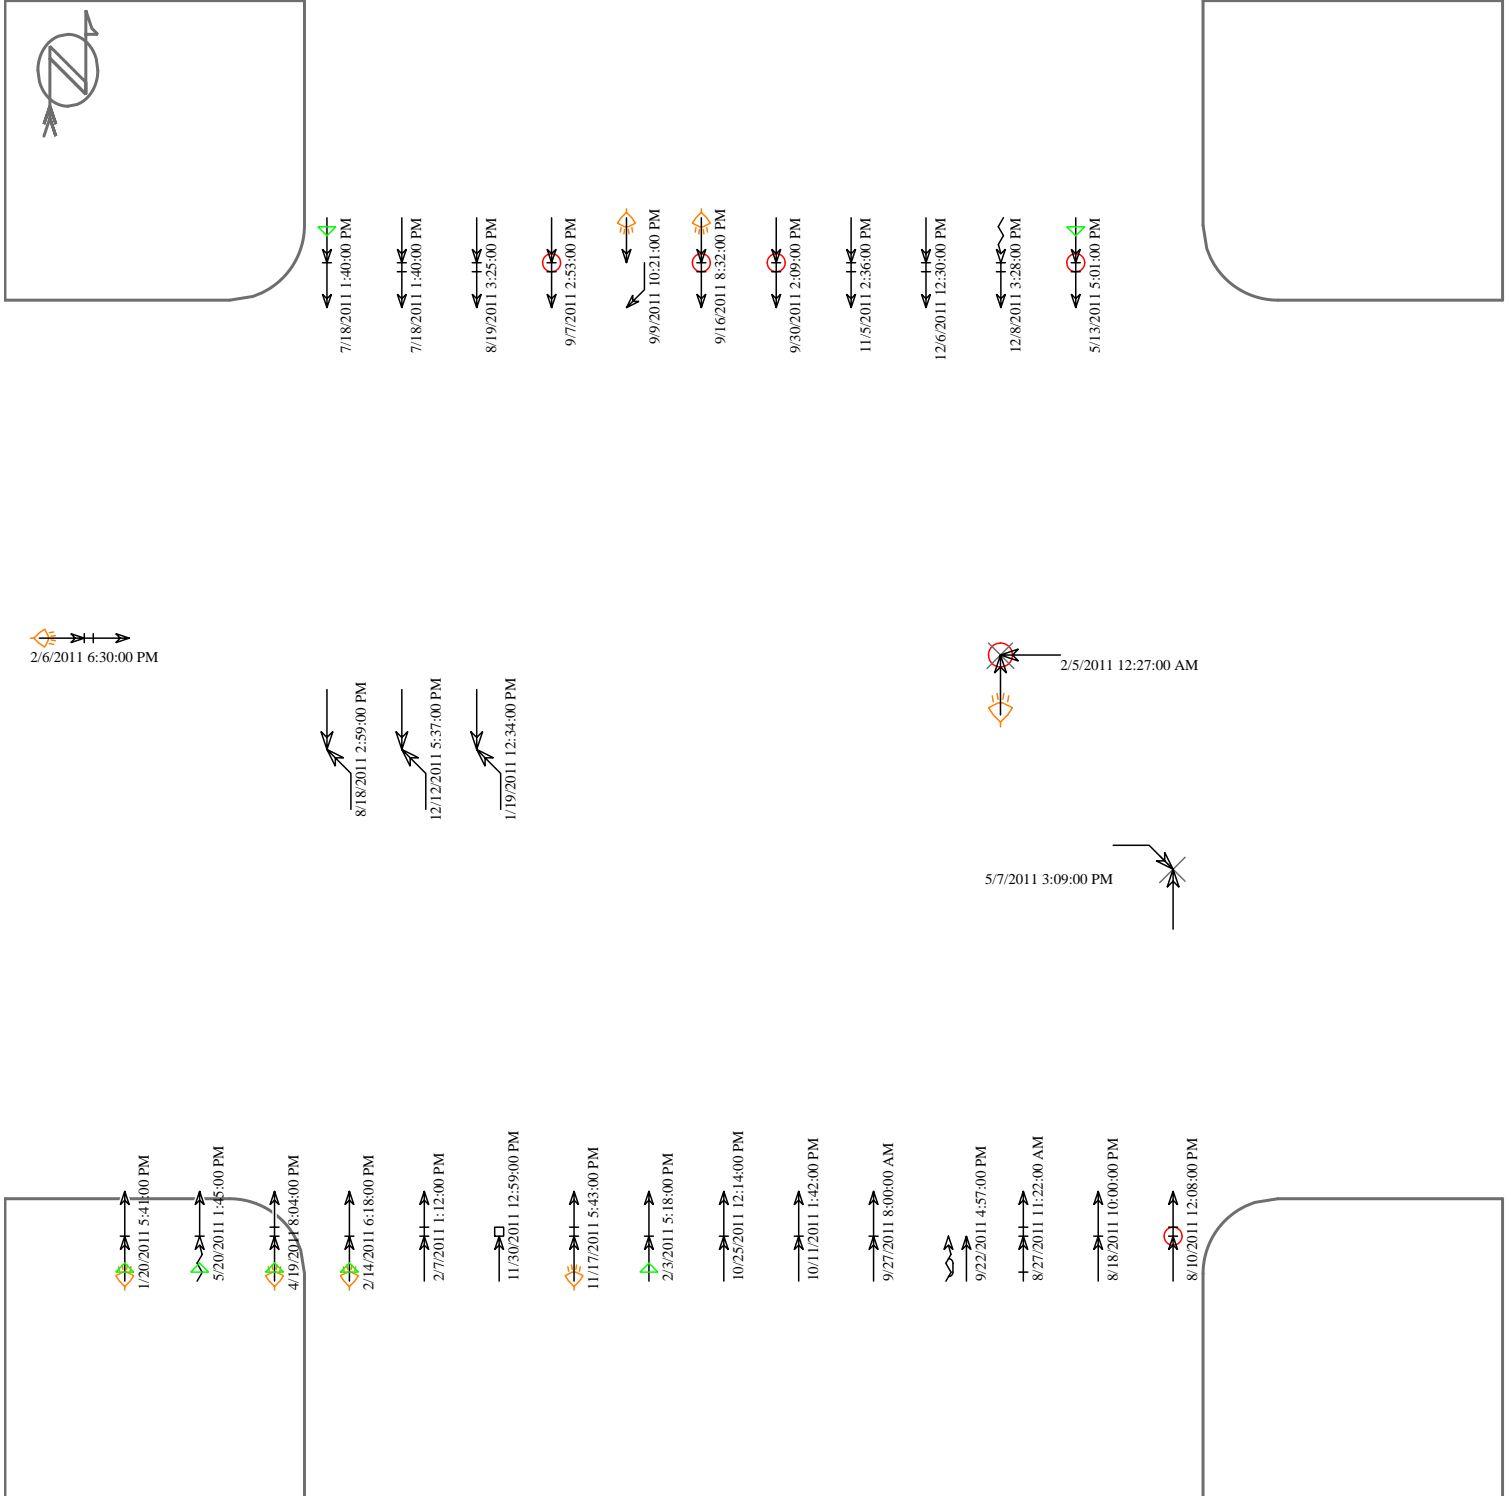 N
7/18/2011 1:40:00 PM
7/18/2011 1:40:00 PM
8/19/2011 3:25:00 PM
9/7/2011 2:53:00 PM
9/9/2011 10:21:00 PM
9/16/2011 8:32:00 PM
9/30/2011 2:09:00 PM
11/5/2011 2:36:00 PM
12/6/2011 12:30:00 PM
12/8/2011 3:28:00 PM
5/13/2011 5:01:00 PM
2/6/2011 6:30:00 PM
2/5/2011 12:27:00 AM
8/18/2011 2:59:00 PM
12/12/2011 5:37:00 PM
1/19/2011 12:34:00 PM
5/7/2011 3:09:00 PM
1/20/2011 5:41:00 PM
5/20/2011 1:45:00 PM
4/19/2011 8:04:00 PM
2/14/2011 6:18:00 PM
2/7/2011 1:12:00 PM
11/30/2011 12:59:00 PM
11/17/2011 5:43:00 PM
2/3/2011 5:18:00 PM
10/25/2011 12:14:00 PM
10/11/2011 1:42:00 PM
9/27/2011 8:00:00 AM
9/22/2011 4:57:00 PM
8/27/2011 11:22:00 AM
8/18/2011 10:00:00 PM
8/10/2011 12:08:00 PM